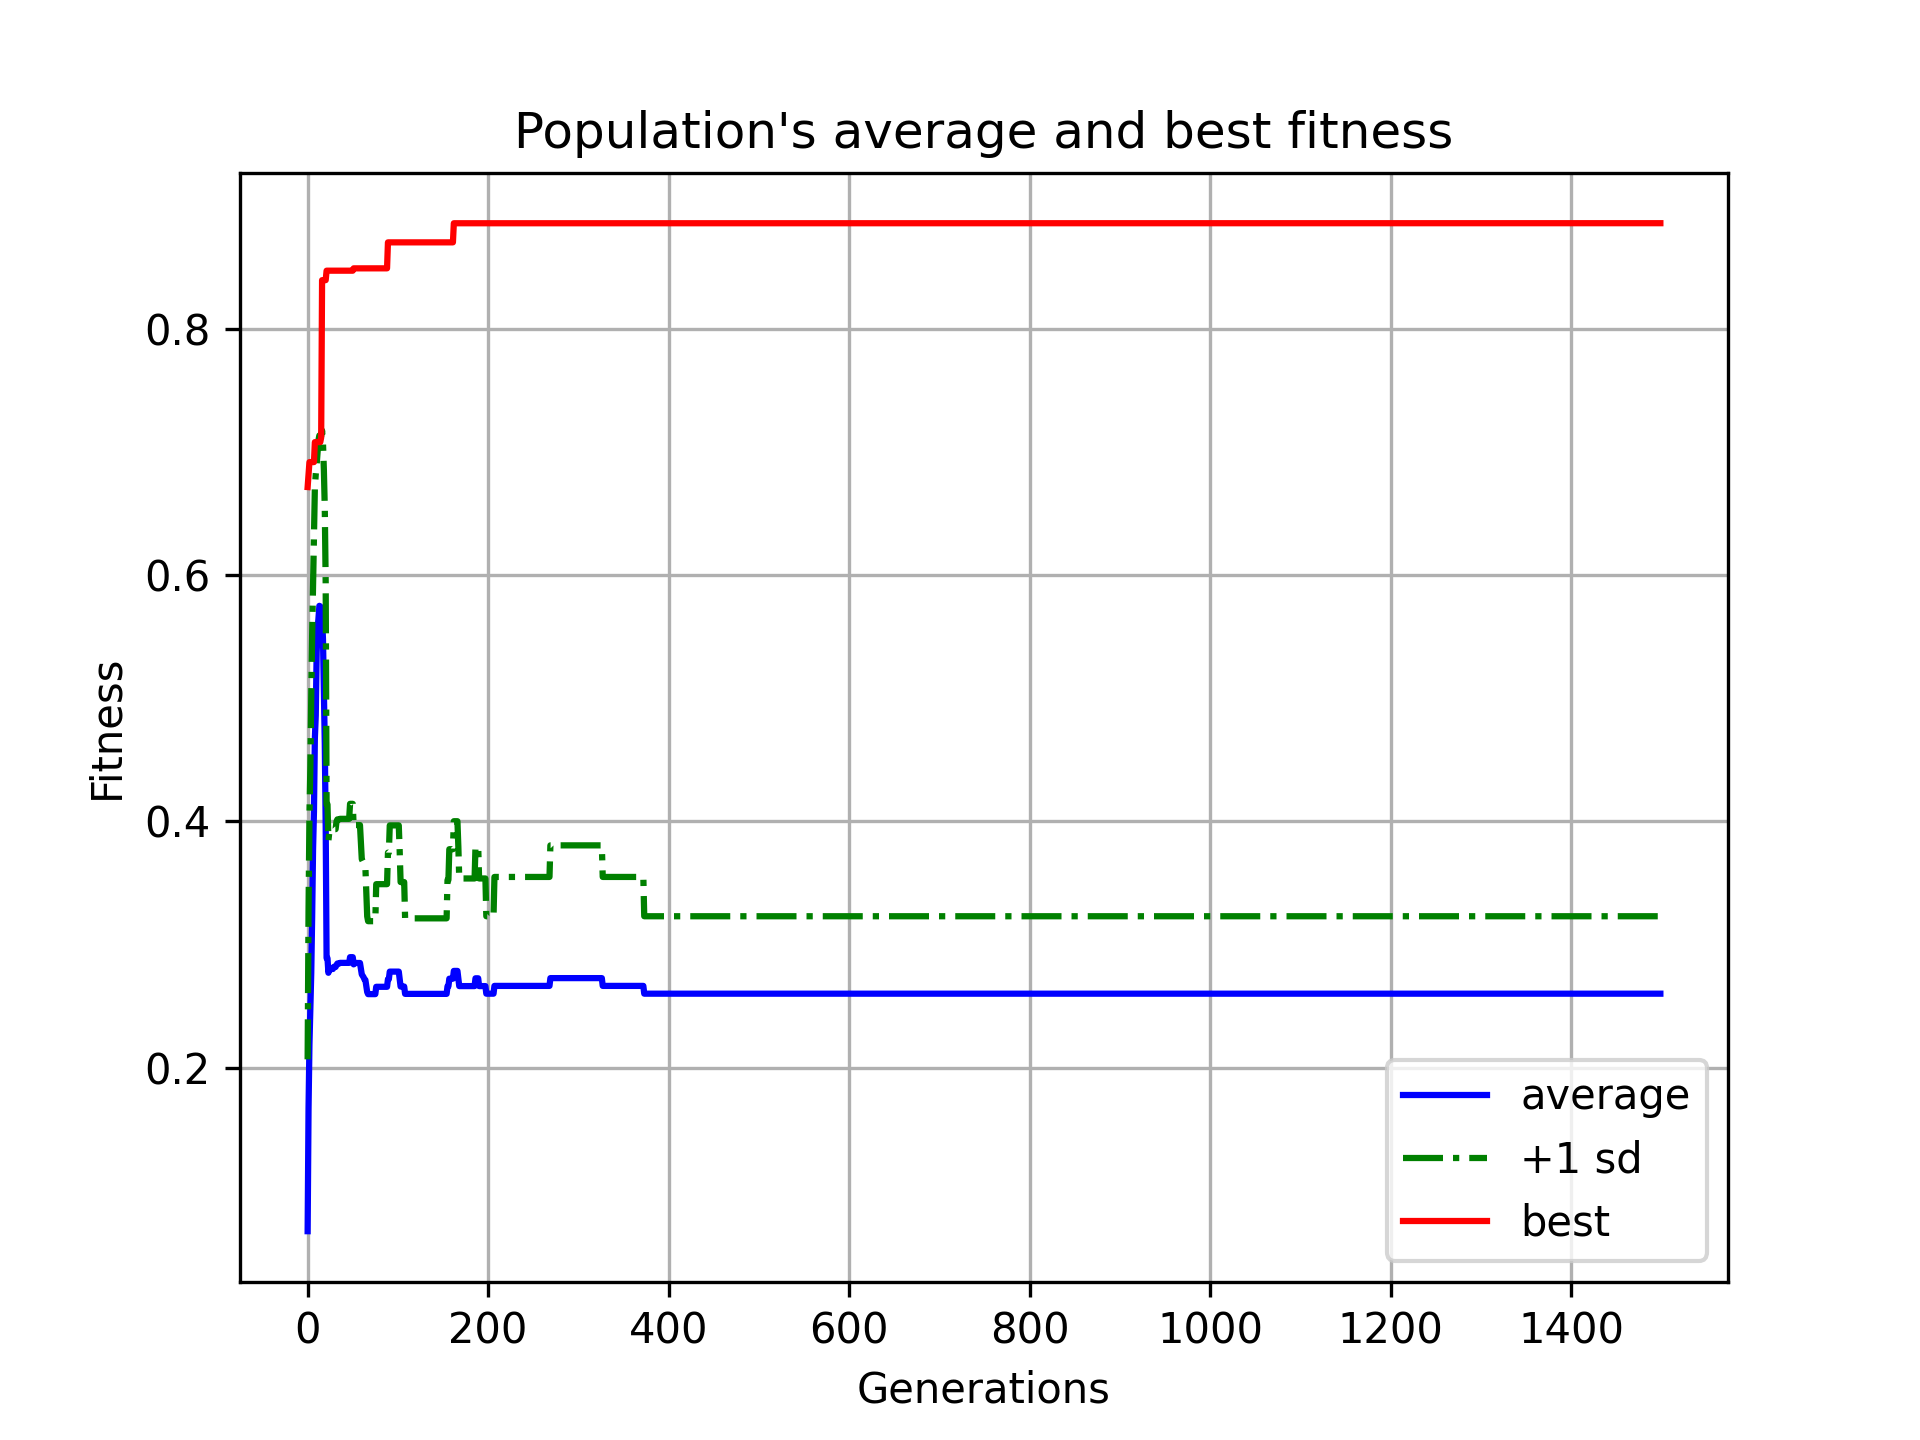 Population's average and best fitness
Fitness
0.8
0.6
0.4
0.2
0 200 400 600 800 1000 1200 1400
Generations
average
+1 sd
best